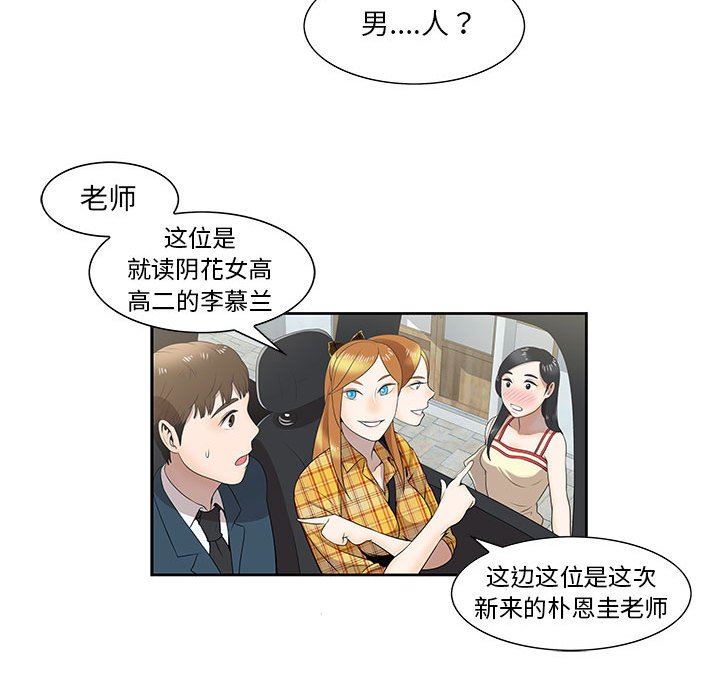 男....人？
老师
这位是
就读阴花女高
高二的李慕兰
这边这位是这次
新来的朴恩圭老师